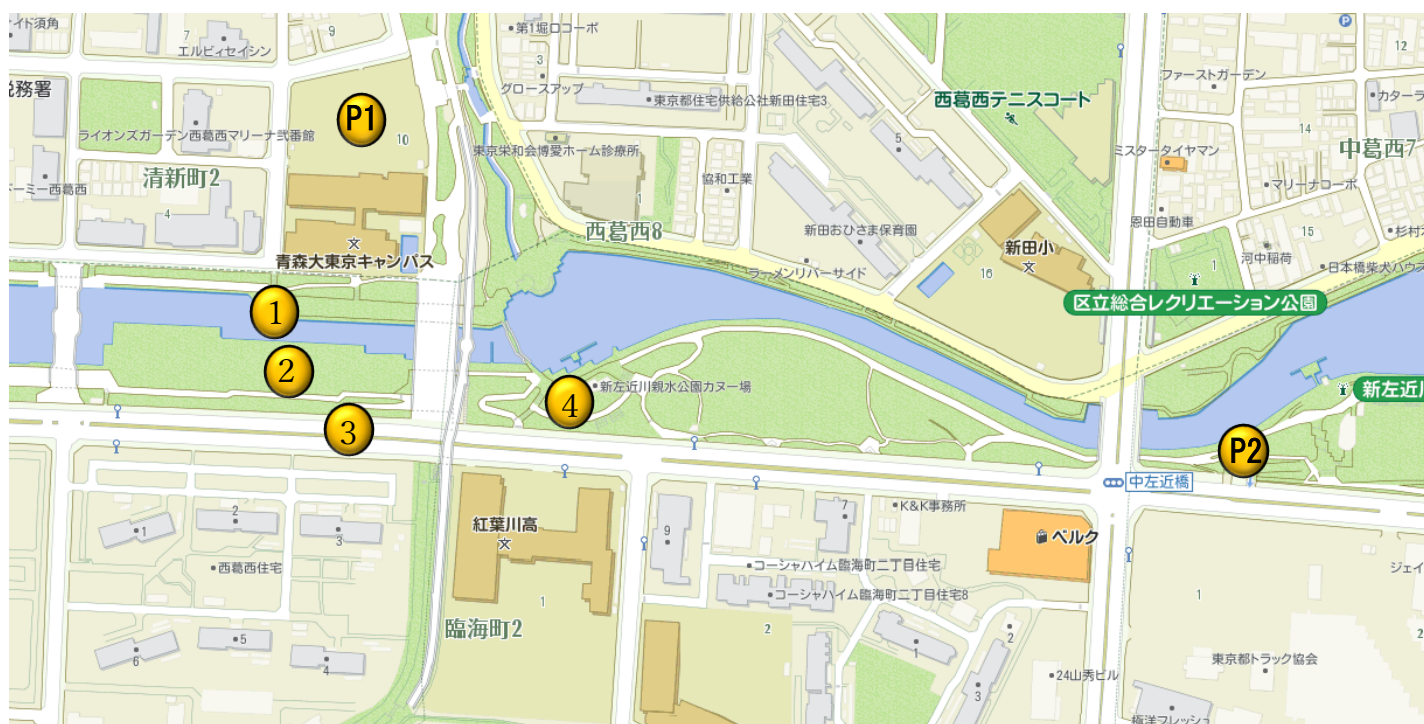 イド須角
7
エルビィセイシン
9
第1堀ロコーポ
3
グロースアップ
東京都住宅供給公社新田住宅3
西葛西テニスコート
ファーストガーデン
P
12
カターラ
務署
P1
ライオンズガーデン西葛西マリーナ弐番館
10
東京栄和会博愛ホーム診療所
5
14
ミスタータイヤマン
中葛西7
清新町2
ドーミー西葛西
4
協和工業
マリーナコーポ
1
西葛西8
新田おひさま保育園
新田小
恩田自動車
15
杉村
青森大東京キャンパス
ラーメンリバーサイド
16
1
河中稲荷
日本橋柴犬ハウス
区立総合レクリエーション公園
1
2
新左近川親水公園カヌー場
4
新左近川
3
P2
中左近橋
紅葉川高
9
7
K&K事務所
ベルク
1
2
3
西葛西住宅
コーシャハイム臨海町二丁目住宅
ジェイ
コーシャハイム臨海町二丁目住宅8
1
1
臨海町2
2
2
5
6
4
1
3
24山秀ビル
東京都トラック協会
極洋フレッシュ
2